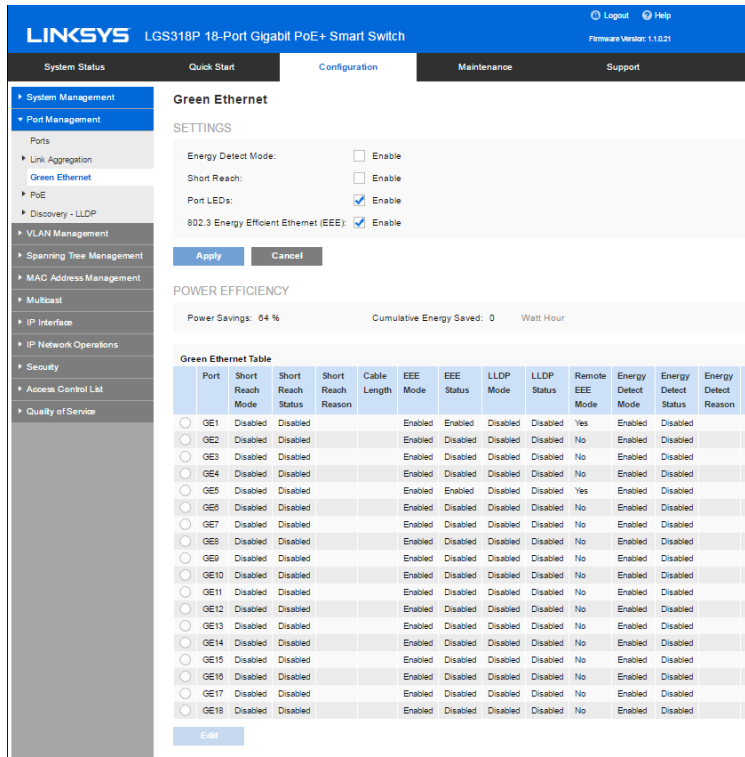 Logout Help
LINKSYS LGS318P 18-Port Gigabit PoE+ Smart Switch
Firmware Version: 1.1.0.21
System Status Quick Start Configuration Maintenance Support
System Management
Port Management
Ports
Link Aggregation
Green Ethernet
PoE
Discovery - LLDP
VLAN Management
Spanning Tree Management
MAC Address Management
Multicast
IP Interface
IP Network Operations
Security
Access Control List
Quality of Service
Green Ethernet
SETTINGS
Energy Detect Mode: Enable
Short Reach: Enable
Port LEDs: Enable
802.3 Energy Efficient Ethernet (EEE): Enable
Apply Cancel
POWER EFFICIENCY
Power Savings: 64 % Cumulative Energy Saved: 0 Watt Hour
Green Ethernet Table
Port Short Short Short Cable EEE EEE LLDP LLDP Remote Energy Energy Energy
Reach Reach Reach Length Mode Status Mode Status EEE Detect Detect Detect
Mode Status Reason Mode Mode Status Reason
GE1 Disabled Disabled Enabled Enabled Disabled Disabled Yes Enabled Disabled
GE2 Disabled Disabled Enabled Disabled Disabled Disabled No Enabled Disabled
GE3 Disabled Disabled Enabled Disabled Disabled Disabled No Enabled Disabled
GE4 Disabled Disabled Enabled Disabled Disabled Disabled No Enabled Disabled
GE5 Disabled Disabled Enabled Enabled Disabled Disabled Yes Enabled Disabled
GE6 Disabled Disabled Enabled Disabled Disabled Disabled No Enabled Disabled
GE7 Disabled Disabled Enabled Disabled Disabled Disabled No Enabled Disabled
GE8 Disabled Disabled Enabled Disabled Disabled Disabled No Enabled Disabled
GE9 Disabled Disabled Enabled Disabled Disabled Disabled No Enabled Disabled
GE10 Disabled Disabled Enabled Disabled Disabled Disabled No Enabled Disabled
GE11 Disabled Disabled Enabled Disabled Disabled Disabled No Enabled Disabled
GE12 Disabled Disabled Enabled Disabled Disabled Disabled No Enabled Disabled
GE13 Disabled Disabled Enabled Disabled Disabled Disabled No Enabled Disabled
GE14 Disabled Disabled Enabled Disabled Disabled Disabled No Enabled Disabled
GE15 Disabled Disabled Enabled Disabled Disabled Disabled No Enabled Disabled
GE16 Disabled Disabled Enabled Disabled Disabled Disabled No Enabled Disabled
GE17 Disabled Disabled Enabled Disabled Disabled Disabled No Enabled Disabled
GE18 Disabled Disabled Enabled Disabled Disabled Disabled No Enabled Disabled
Edit